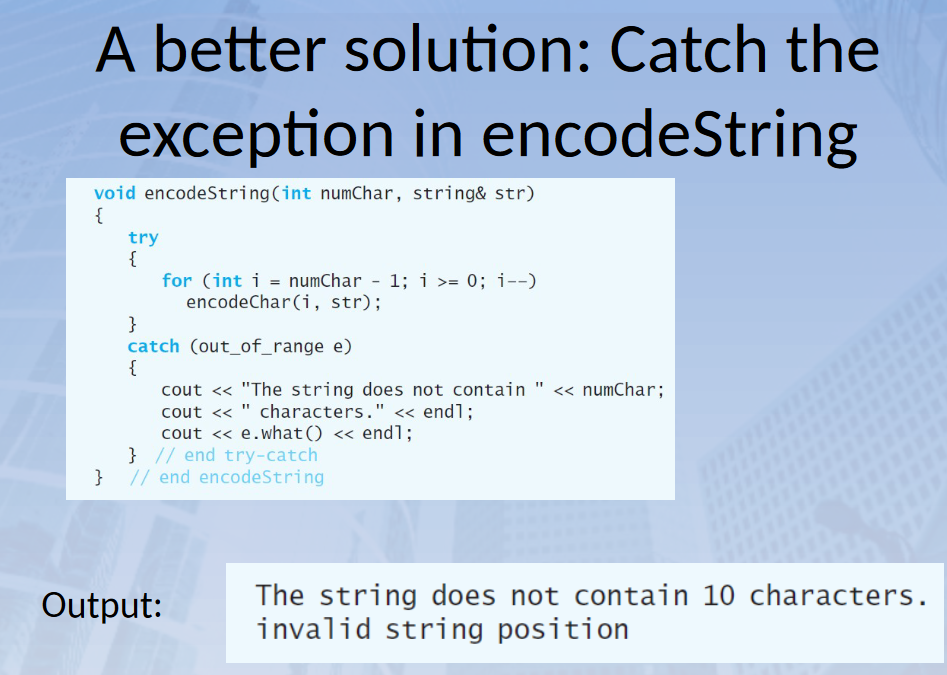 A better solution: Catch the
exception in encodeString
void encodeString(int numChar, string& str)
{
try
{
for (int i = numChar - 1; i >= 0; i--)
encodeChar(i, str);
}
catch (out_of_range e)
{
cout << "The string does not contain " << numChar;
cout << " characters." << endl;
cout << e.what() << endl;
} // end try-catch
} // end encodeString
Output:
The string does not contain 10 characters.
invalid string position